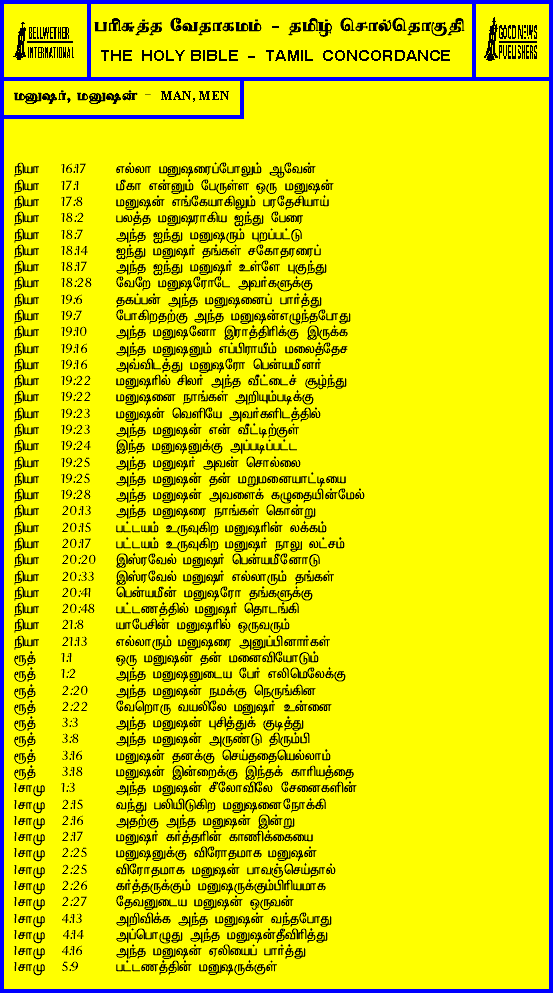 BELLWETHER
INTERNATIONAL
பரிசுத்த வேதாகமம் - தமிழ் சொல்தொகுதி
THE HOLY BIBLE - TAMIL CONCORDANCE
GOOD NEWS
PUBLISHERS
மனுஷர், மனுஷன் - MAN, MEN
நியா 16:17 எல்லா மனுஷரைப்போலும் ஆவேன்
நியா 17:1 மீகா என்னும் பேருள்ள ஒரு மனுஷன்
நியா 17:8 மனுஷன் எங்கேயாகிலும் பரதேசியாய்
நியா 18:2 பலத்த மனுஷராகிய ஐந்து பேரை
நியா 18:7 அந்த ஐந்து மனுஷரும் புறப்பட்டு
நியா 18:14 ஐந்து மனுஷர் தங்கள் சகோதரரைப்
நியா 18:17 அந்த ஐந்து மனுஷர் உள்ளே புகுந்து
நியா 18:28 வேறே மனுஷரோடே அவர்களுக்கு
நியா 19:6 தகப்பன் அந்த மனுஷனைப் பார்த்து
நியா 19:7 போகிறதற்கு அந்த மனுஷன்எழுந்தபோது
நியா 19:10 அந்த மனுஷனோ இராத்திரிக்கு இருக்க
நியா 19:16 அந்த மனுஷனும் எப்பிராயீம் மலைத்தேச
நியா 19:16 அவ்விடத்து மனுஷரோ பென்யமீனர்
நியா 19:22 மனுஷரில் சிலர் அந்த வீட்டைச் சூழ்ந்து
நியா 19:22 மனுஷனை நாங்கள் அறியும்படிக்கு
நியா 19:23 மனுஷன் வெளியே அவர்களிடத்தில்
நியா 19:23 அந்த மனுஷன் என் வீட்டிற்குள்
நியா 19:24 இந்த மனுஷனுக்கு அப்படிப்பட்ட
நியா 19:25 அந்த மனுஷர் அவன் சொல்லை
நியா 19:25 அந்த மனுஷன் தன் மறுமனையாட்டியை
நியா 19:28 அந்த மனுஷன் அவளைக் கழுதையின்மேல்
நியா 20:13 அந்த மனுஷரை நாங்கள் கொன்று
நியா 20:15 பட்டயம் உருவுகிற மனுஷரின் லக்கம்
நியா 20:17 பட்டயம் உருவுகிற மனுஷர் நாலு லட்சம்
நியா 20:20 இஸ்ரவேல் மனுஷர் பென்யமீனோடு
நியா 20:33 இஸ்ரவேல் மனுஷர் எல்லாரும் தங்கள்
நியா 20:41 பென்யமீன் மனுஷரோ தங்களுக்கு
நியா 20:48 பட்டணத்தில் மனுஷர் தொடங்கி
நியா 21:8 யாபேசின் மனுஷரில் ஒருவரும்
நியா 21:13 எல்லாரும் மனுஷரை அனுப்பினார்கள்
ரூத் 1:1 ஒரு மனுஷன் தன் மனைவியோடும்
ரூத் 1:2 அந்த மனுஷனுடைய பேர் எலிமெலேக்கு
ரூத் 2:20 அந்த மனுஷன் நமக்கு நெருங்கின
ரூத் 2:22 வேறொரு வயலிலே மனுஷர் உன்னை
ரூத் 3:3 அந்த மனுஷன் புசித்துக் குடித்து
ரூத் 3:8 அந்த மனுஷன் அருண்டு திரும்பி
ரூத் 3:16 மனுஷன் தனக்கு செய்ததையெல்லாம்
ரூத் 3:18 மனுஷன் இன்றைக்கு இந்தக் காரியத்தை
1சாமு 1:3 அந்த மனுஷன் சீலோவிலே சேனைகளின்
1சாமு 2:15 வந்து பலியிடுகிற மனுஷனைநோக்கி
1சாமு 2:16 அதற்கு அந்த மனுஷன் இன்று
1சாமு 2:17 மனுஷர் கர்த்தரின் காணிக்கையை
1சாமு 2:25 மனுஷனுக்கு விரோதமாக மனுஷன்
1சாமு 2:25 விரோதமாக மனுஷன் பாவஞ்செய்தால்
1சாமு 2:26 கர்த்தருக்கும் மனுஷருக்கும்பிரியமாக
1சாமு 2:27 தேவனுடைய மனுஷன் ஒருவன்
1சாமு 4:13 அறிவிக்க அந்த மனுஷன் வந்தபோது
1சாமு 4:14 அப்பொழுது அந்த மனுஷன்தீவிரித்து
1சாமு 4:16 அந்த மனுஷன் ஏலியைப் பார்த்து
1சாமு 5:9 பட்டணத்தின் மனுஷருக்குள்